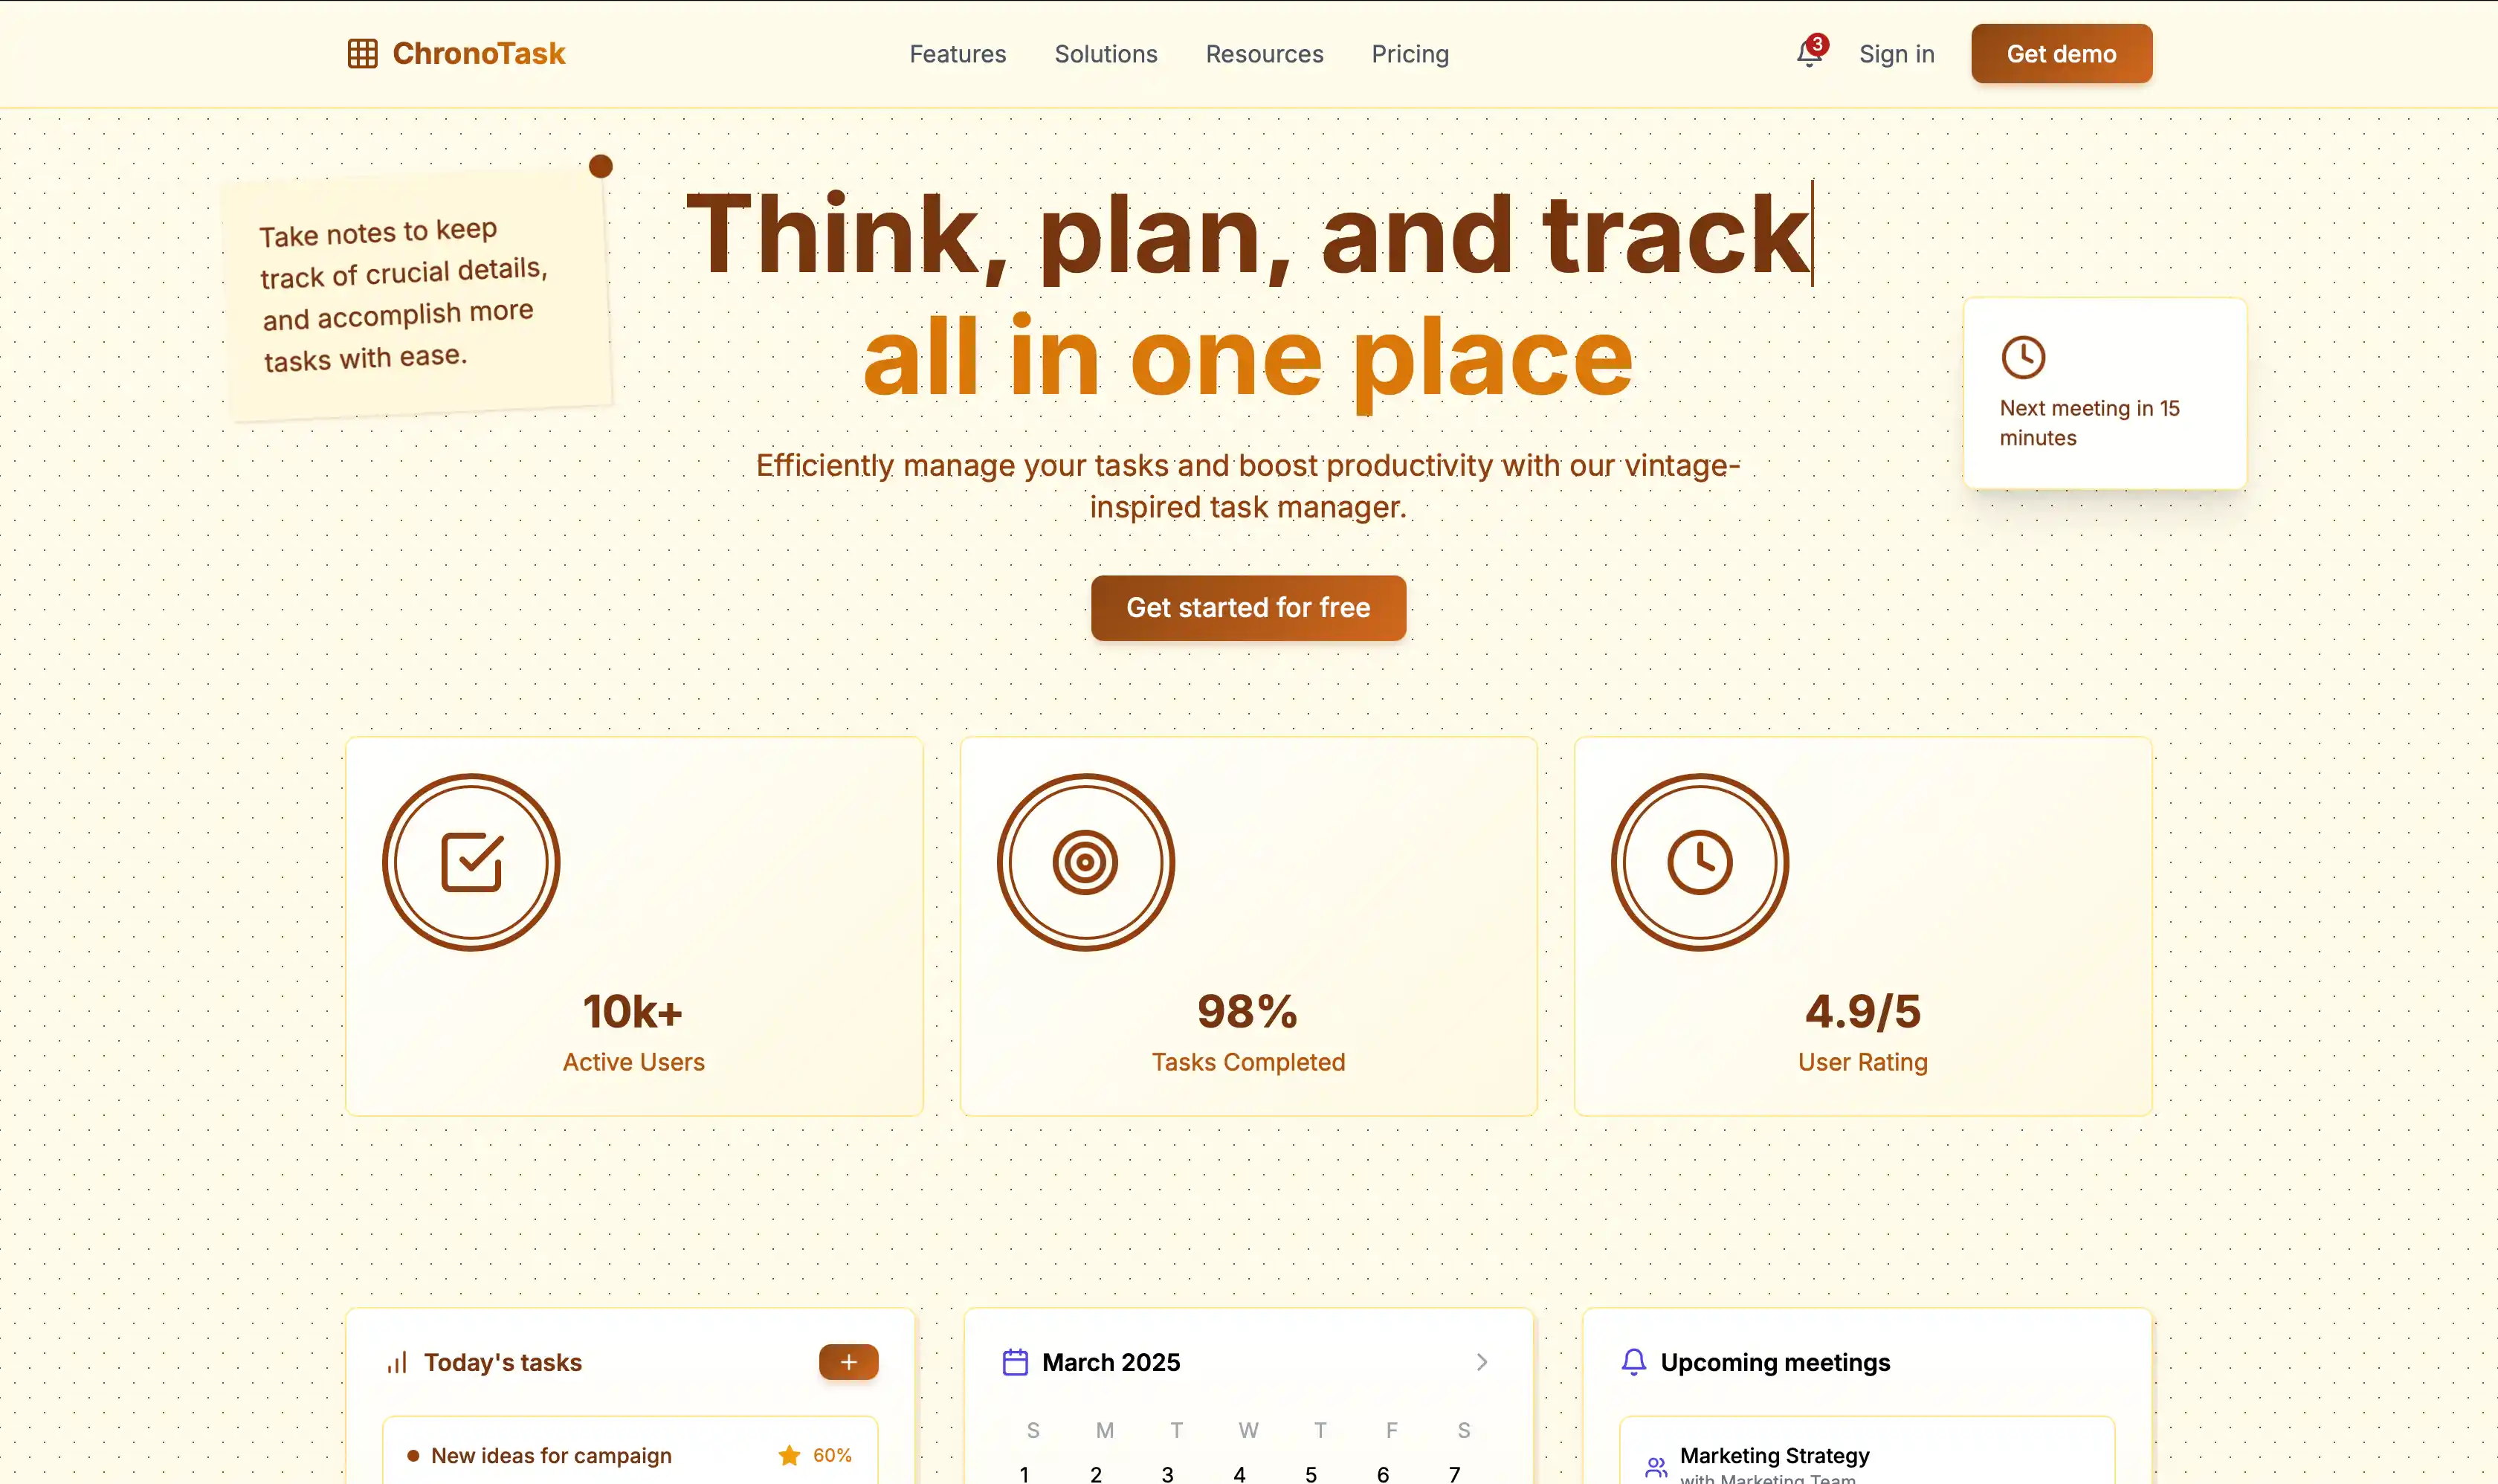 ChronoTask
Features
Solutions
Resources
Pricing
3
Sign in
Get demo
Take notes to keep
track of crucial details,
and accomplish more
tasks with ease.
Think, plan, and track
all in one place
Efficiently manage your tasks and boost productivity with our vintage-
inspired task manager.
Get started for free
Next meeting in 15
minutes
10k+
Active Users
98%
Tasks Completed
4.9/5
User Rating
Today's tasks
+
New ideas for campaign
60%
March 2025
S M T W T F S
1 2 3 4 5 6 7
Upcoming meetings
Marketing Strategy
with Marketing Team